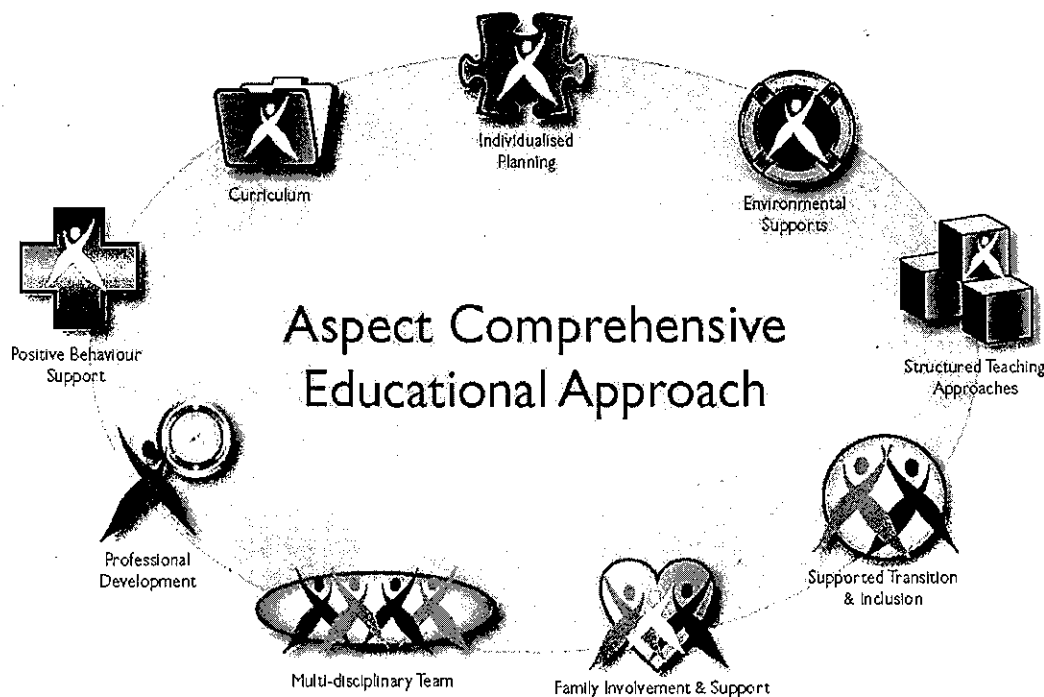 Individualised
Planning
Curriculum
Environmental
Supports
Positive Behaviour
Support
Aspect Comprehensive
Educational Approach
Structured Teaching
Approaches
Professional
Development
Supported Transition
& Inclusion
Multi-disciplinary Team
Family Involvement & Support